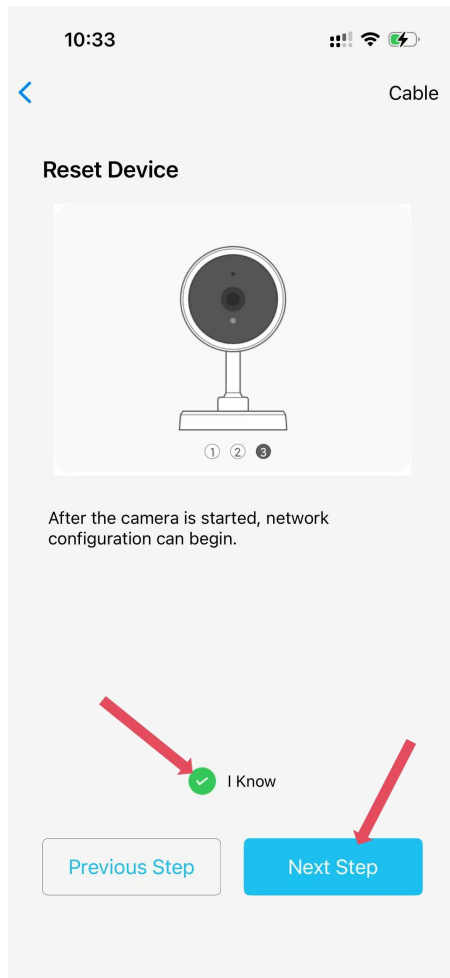 10:33
Cable
Reset Device
1 2 3
After the camera is started, network
configuration can begin.
I Know
Previous Step
Next Step